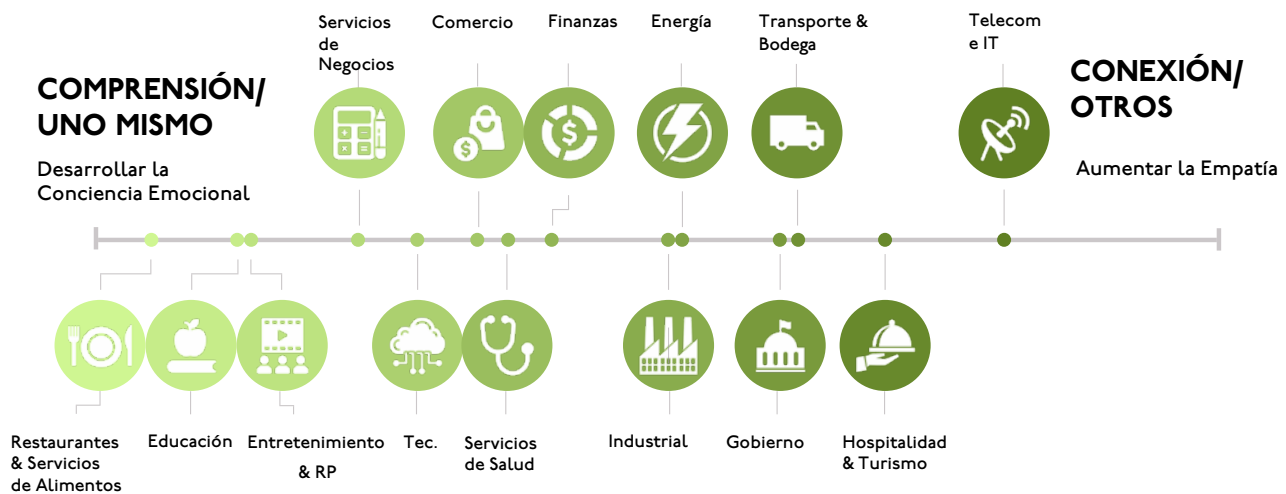 Servicios
de
Negocios
Comercio
Finanzas
Energía
Transporte &
Bodega
Telecom
e IT
COMPRENSIÓN/
UNO MISMO
Desarrollar la
Conciencia Emocional
CONEXIÓN/
OTROS
Aumentar la Empatía
Restaurantes
& Servicios
de Alimentos
Educación
Entretenimiento
& RP
Tec.
Servicios
de Salud
Industrial
Gobierno
Hospitalidad
& Turismo